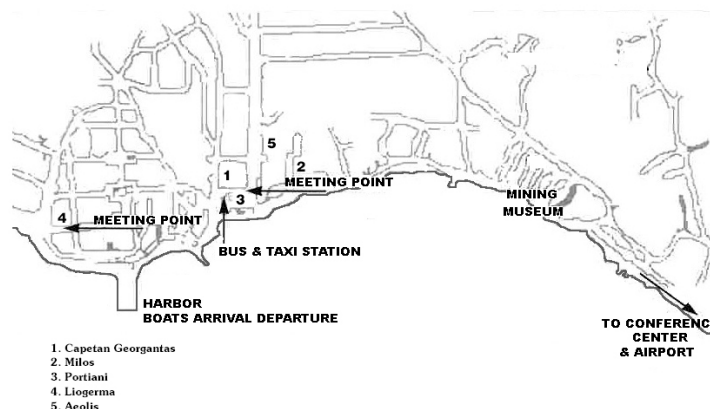 5
1
2
MEETING POINT
3
MINING
MUSEUM
4
MEETING POINT
BUS & TAXI STATION
HARBOR
BOATS ARRIVAL DEPARTURE
TO CONFERENC
CENTER
& AIRPORT
1. Capetan Georgantas
2. Milos
3. Portiani
4. Liogerma
5. Aeolis